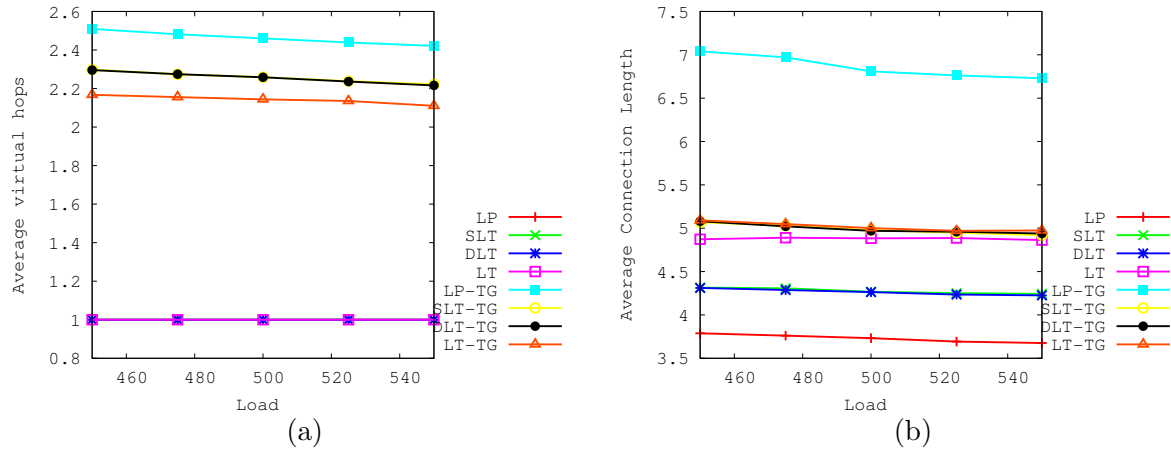 Average virtual hops
2.6
2.4
2.2
2
1.8
1.6
1.4
1.2
1
0.8
460 480 500 520 540
Load
LP
SLT
DLT
LT
LP-TG
SLT-TG
DLT-TG
LT-TG
(a)
Average Connection Length
7.5
7
6.5
6
5.5
5
4.5
4
3.5
460 480 500 520 540
Load
LP
SLT
DLT
LT
LP-TG
SLT-TG
DLT-TG
LT-TG
(b)